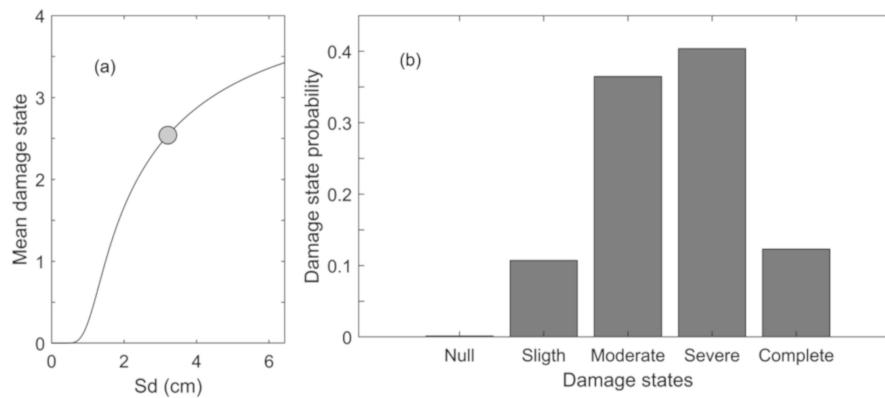 (a)
Mean damage state
4
3
2
1
0
0 2 4 6
Sd (cm)
(b)
Damage state probability
0.4
0.3
0.2
0.1
0
Null Sligth Moderate Severe Complete
Damage states